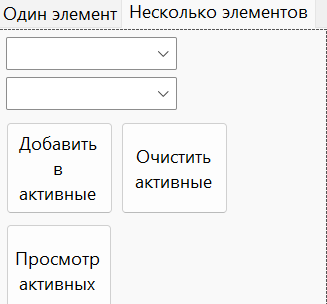 Один элемент
Несколько элементов
Добавить
в
активные
Очистить
активные
Просмотр
активных